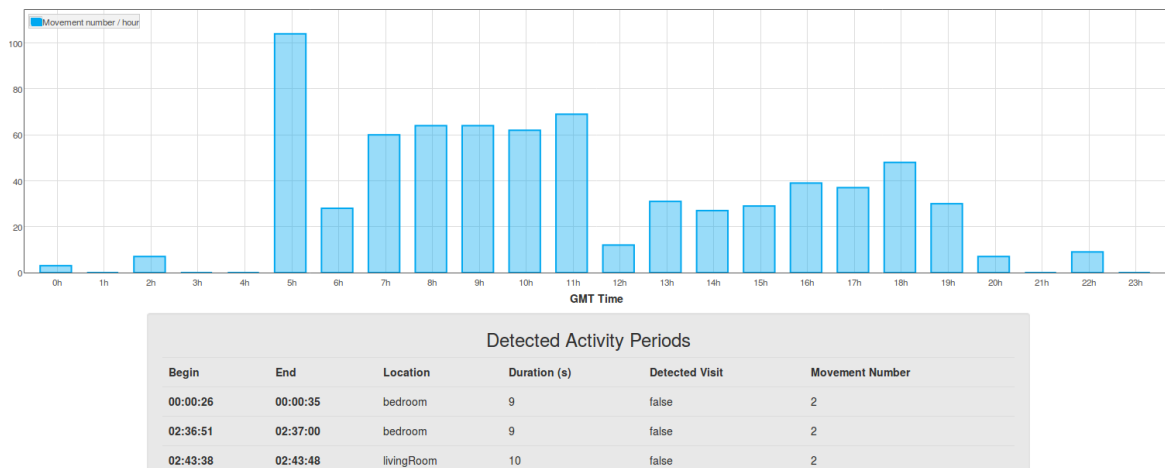 Movement number / hour
100
80
60
40
20
0
0h 1h 2h 3h 4h 5h 6h 7h 8h 9h 10h 11h 12h 13h 14h 15h 16h 17h 18h 19h 20h 21h 22h 23h
GMT Time
Detected Activity Periods
Begin End Location Duration (s) Detected Visit Movement Number
00:00:26 00:00:35 bedroom 9 false 2
02:36:51 02:37:00 bedroom 9 false 2
02:43:38 02:43:48 livingRoom 10 false 2